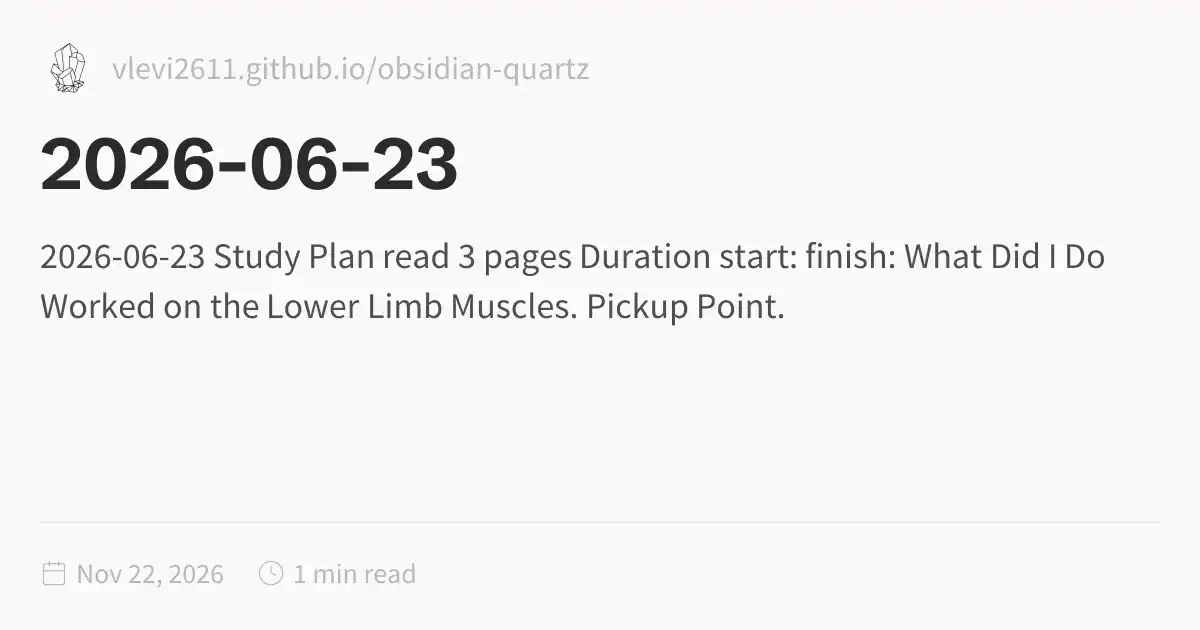 vlevi2611.github.io/obsidian-quartz
2026-06-23
2026-06-23 Study Plan read 3 pages Duration start: finish: What Did I Do
Worked on the Lower Limb Muscles. Pickup Point.
Nov 22, 2026 1 min read